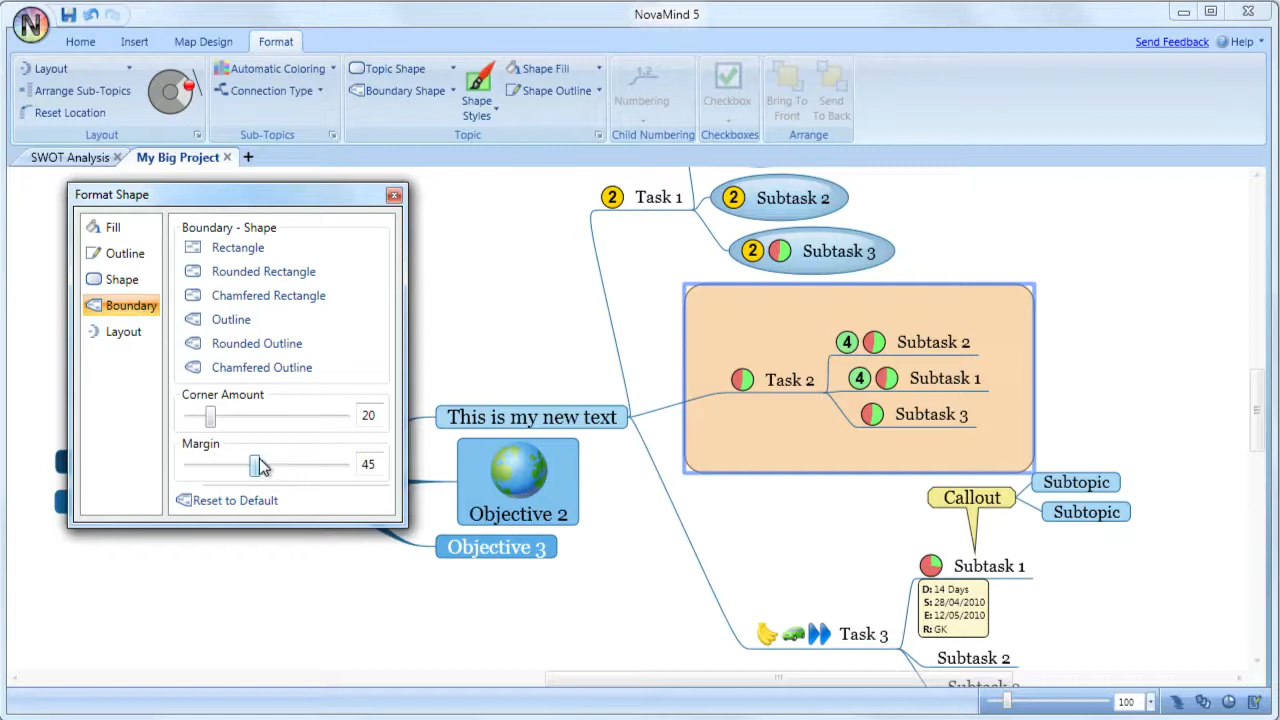 NovaMind 5
Home Insert Map Design Format
Send Feedback Help
Layout
Arrange Sub-Topics
Reset Location
Layout
Automatic Coloring
Connection Type
Sub-Topics
Topic Shape
Boundary Shape
Shape Styles
Shape Fill
Shape Outline
Topic
1.2
Numbering
Child Numbering
Checkbox
Checkboxes
Bring To Front
Send To Back
Arrange
SWOT Analysis
My Big Project
Format Shape
Fill
Outline
Shape
Boundary
Layout
Boundary - Shape
Rectangle
Rounded Rectangle
Chamfered Rectangle
Outline
Rounded Outline
Chamfered Outline
Corner Amount
20
Margin
45
Reset to Default
2 Task 1
2 Subtask 2
2 Subtask 3
Task 2
4 Subtask 2
4 Subtask 1
Subtask 3
This is my new text
Objective 2
Objective 3
Callout
Subtopic
Subtopic
Subtask 1
D: 14 Days
S: 28/04/2010
E: 12/05/2010
R: GK
Task 3
Subtask 2
100